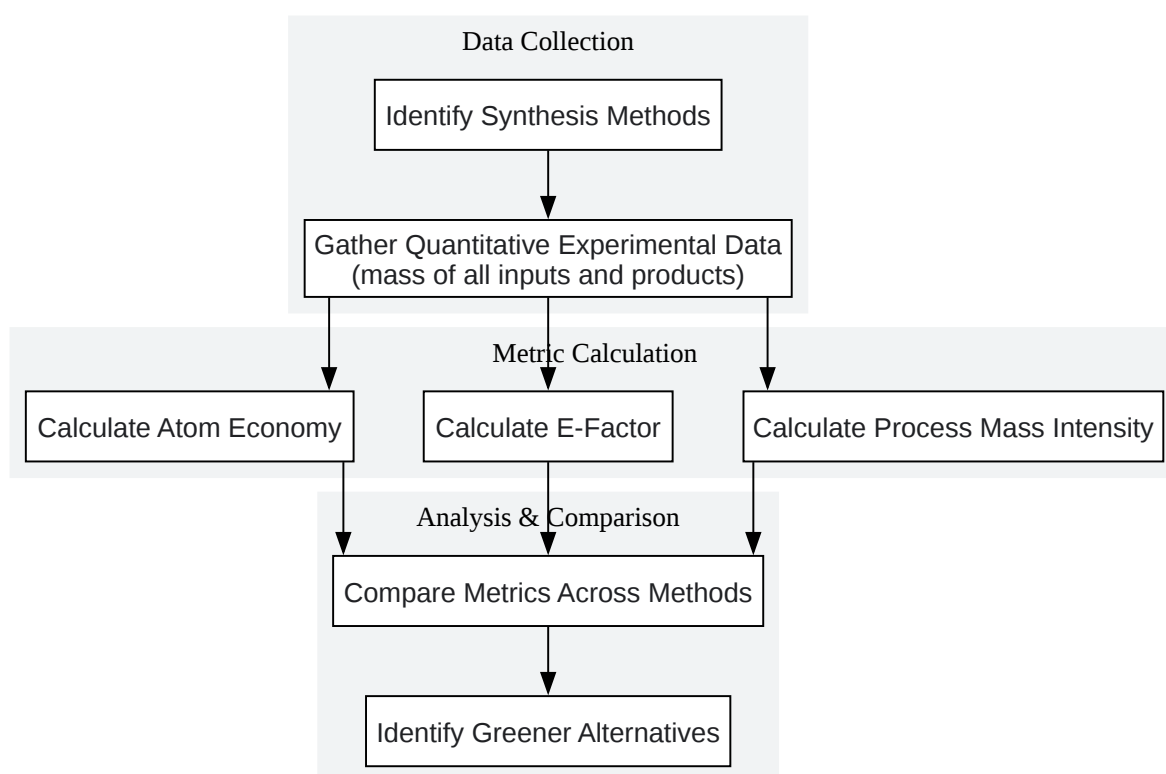 Data Collection
Identify Synthesis Methods
Gather Quantitative Experimental Data
(mass of all inputs and products)
Metric Calculation
Calculate Atom Economy
Calculate E-Factor
Calculate Process Mass Intensity
Analysis & Comparison
Compare Metrics Across Methods
Identify Greener Alternatives